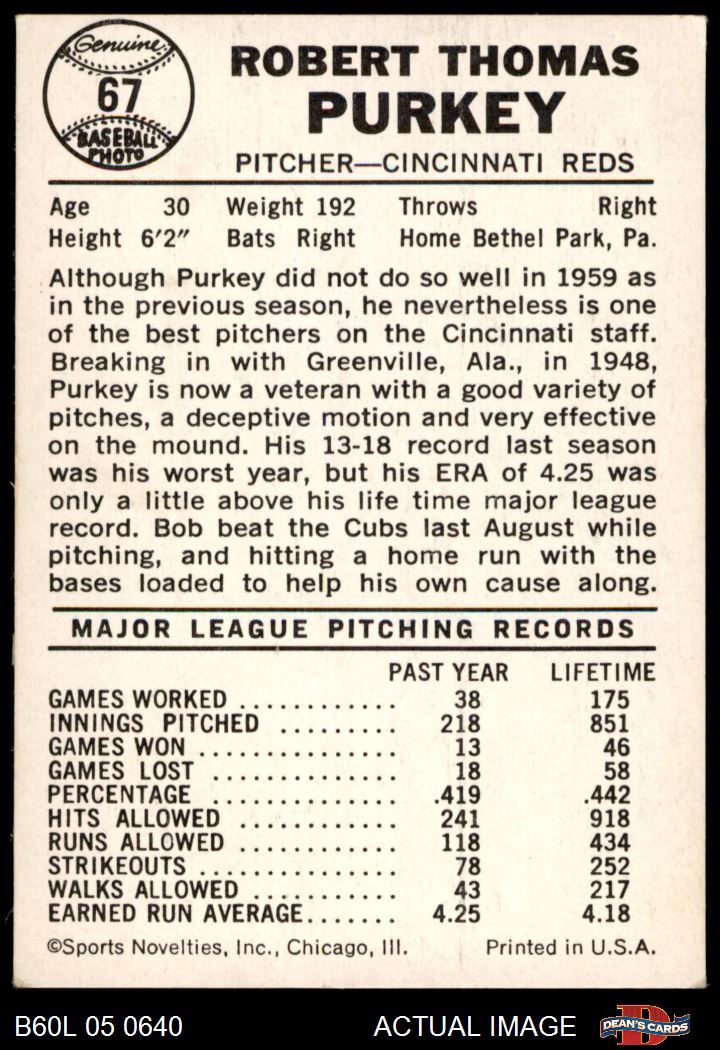 Genuine
67
BASEBALL
PHOTO
ROBERT THOMAS
PURKEY
PITCHER—CINCINNATI REDS
Age 30 Weight 192 Throws Right
Height 6'2" Bats Right Home Bethel Park, Pa.
Although Purkey did not do so well in 1959 as
in the previous season, he nevertheless is one
of the best pitchers on the Cincinnati staff.
Breaking in with Greenville, Ala., in 1948,
Purkey is now a veteran with a good variety of
pitches, a deceptive motion and very effective
on the mound. His 13-18 record last season
was his worst year, but his ERA of 4.25 was
only a little above his life time major league
record. Bob beat the Cubs last August while
pitching, and hitting a home run with the
bases loaded to help his own cause along.
MAJOR LEAGUE PITCHING RECORDS
PAST YEAR LIFETIME
GAMES WORKED ............ 38 175
INNINGS PITCHED ......... 218 851
GAMES WON ............... 13 46
GAMES LOST .............. 18 58
PERCENTAGE .............. .419 .442
HITS ALLOWED ............ 241 918
RUNS ALLOWED ............ 118 434
STRIKEOUTS ............... 78 252
WALKS ALLOWED ........... 43 217
EARNED RUN AVERAGE....... 4.25 4.18
©Sports Novelties, Inc., Chicago, Ill. Printed in U.S.A.
B60L 05 0640 ACTUAL IMAGE D DEAN'S CARDS